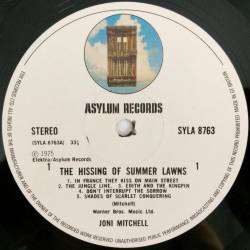 ASYLUM RECORDS
STEREO
SYLA 8763
(SYLA 8763A) 33⅓
℗ 1975
Elektra/Asylum Records
1 THE HISSING OF SUMMER LAWNS 1
1. IN FRANCE THEY KISS ON MAIN STREET
2. THE JUNGLE LINE. 3. EDITH AND THE KINGPIN
4. DON'T INTERRUPT THE SORROW
5. SHADES OF SCARLET CONQUERING
(Mitchell)
Warner Bros. Music Ltd.
JONI MITCHELL